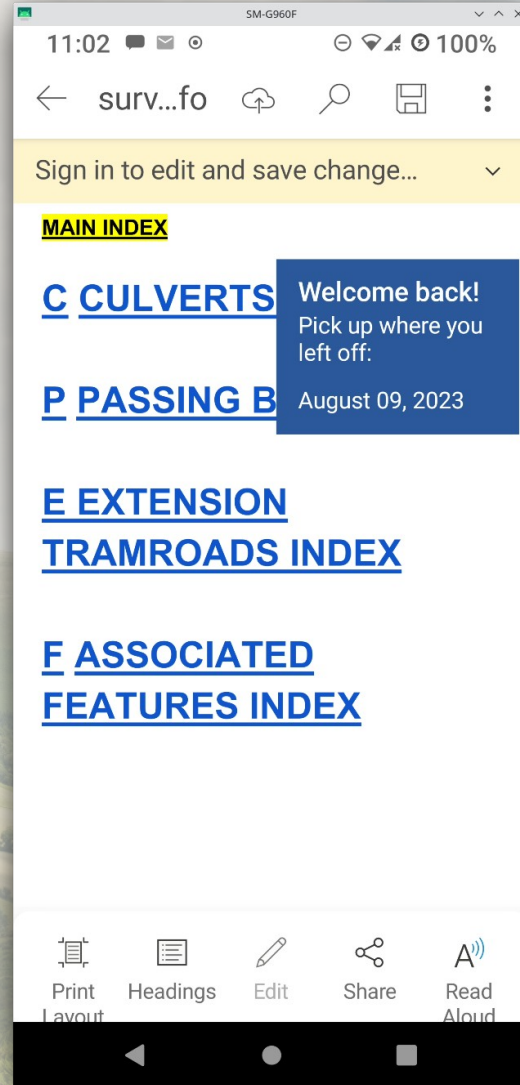 SM-G960F
11:02 100%
surv...fo
Sign in to edit and save change...
MAIN INDEX
C CULVERTS
P PASSING B
Welcome back!
Pick up where you
left off:
August 09, 2023
E EXTENSION
TRAMROADS INDEX
F ASSOCIATED
FEATURES INDEX
Print
Layout
Headings
Edit
Share
Read
Aloud